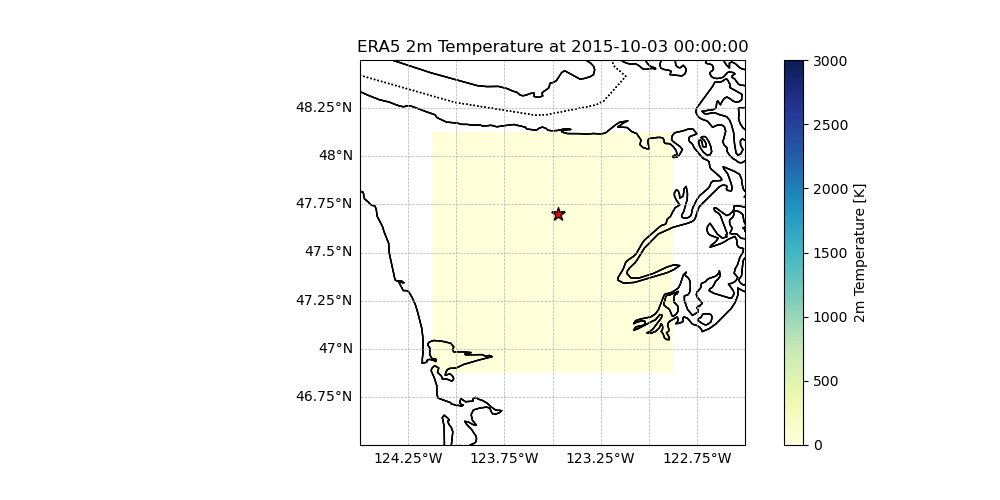 ERA5 2m Temperature at 2015-10-03 00:00:00
48.25°N
48°N
47.75°N
47.5°N
47.25°N
47°N
46.75°N
124.25°W 123.75°W 123.25°W 122.75°W
3000
2500
2000
1500
1000
500
0
2m Temperature [K]